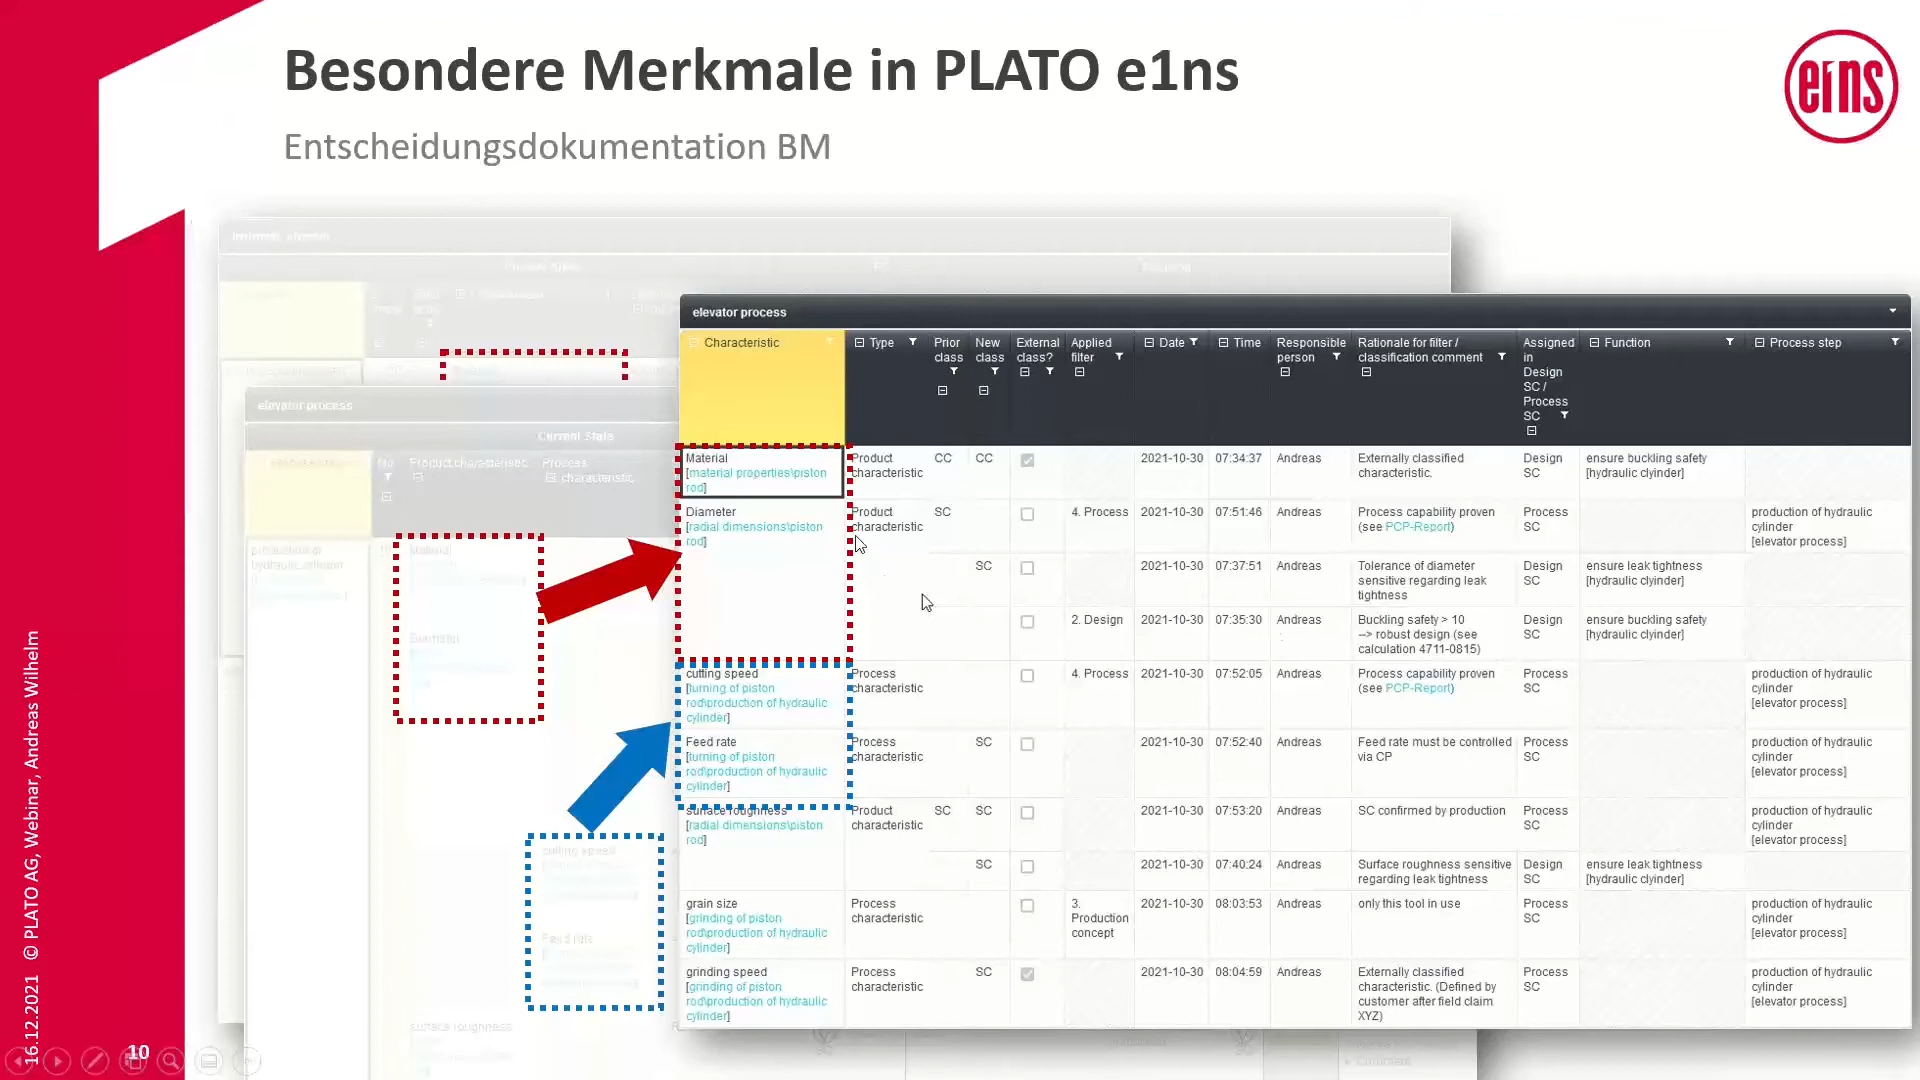 Besondere Merkmale in PLATO e1ns
Entscheidungsdokumentation BM
e1ns
16.12.2021 © PLATO AG, Webinar, Andreas Wilhelm
10
elevator process
Current State
Product characteristic
Process
characteristic
Material
Diameter
cutting speed
Feed rate
surface roughness
elevator process
Characteristic
Type
Prior
class
New
class
External
class?
Applied
filter
Date
Time
Responsible
person
Rationale for filter /
classification comment
Assigned
in
Design
SC /
Process
SC
Function
Process step
Material
[material properties\piston
rod]
Product
characteristic
CC
CC
2021-10-30
07:34:37
Andreas
Externally classified
characteristic.
Design
SC
ensure buckling safety
[hydraulic clyinder]
Diameter
[radial dimensions\piston
rod]
Product
characteristic
SC
4. Process
2021-10-30
07:51:46
Andreas
Process capability proven
(see PCP-Report)
Process
SC
production of hydraulic
cylinder
[elevator process]
SC
2021-10-30
07:37:51
Andreas
Tolerance of diameter
sensitive regarding leak
tightness
Design
SC
ensure leak tightness
[hydraulic clyinder]
2. Design
2021-10-30
07:35:30
Andreas
Buckling safety > 10
--> robust design (see
calculation 4711-0815)
Design
SC
ensure buckling safety
[hydraulic clyinder]
cutting speed
[turning of piston
rod\production of hydraulic
cylinder]
Process
characteristic
4. Process
2021-10-30
07:52:05
Andreas
Process capability proven
(see PCP-Report)
Process
SC
production of hydraulic
cylinder
[elevator process]
Feed rate
[turning of piston
rod\production of hydraulic
cylinder]
Process
characteristic
SC
2021-10-30
07:52:40
Andreas
Feed rate must be controlled
via CP
Process
SC
production of hydraulic
cylinder
[elevator process]
surface roughness
[radial dimensions\piston
rod]
Product
characteristic
SC
SC
2021-10-30
07:53:20
Andreas
SC confirmed by production
Process
SC
production of hydraulic
cylinder
[elevator process]
SC
2021-10-30
07:40:24
Andreas
Surface roughness sensitive
regarding leak tightness
Design
SC
ensure leak tightness
[hydraulic clyinder]
grain size
[grinding of piston
rod\production of hydraulic
cylinder]
Process
characteristic
3.
Production
concept
2021-10-30
08:03:53
Andreas
only this tool in use
Process
SC
production of hydraulic
cylinder
[elevator process]
grinding speed
[grinding of piston
rod\production of hydraulic
cylinder]
Process
characteristic
SC
2021-10-30
08:04:59
Andreas
Externally classified
characteristic. (Defined by
customer after field claim
XYZ)
Process
SC
production of hydraulic
cylinder
[elevator process]